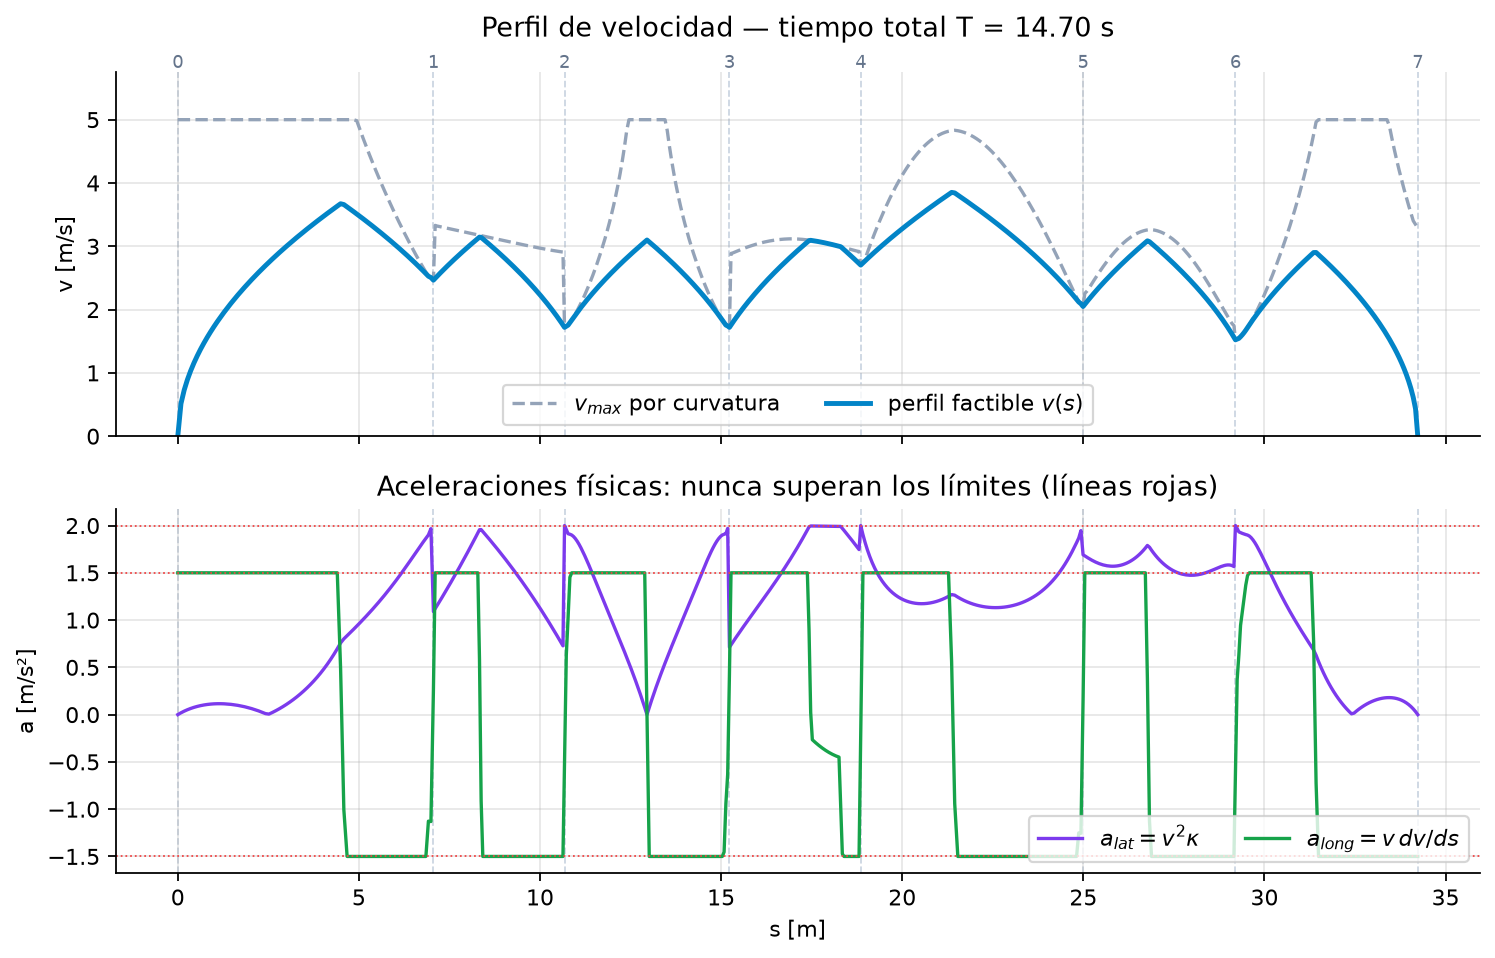 Perfil de velocidad — tiempo total T = 14.70 s
0 1 2 3 4 5 6 7
5
4
3
2
1
0
v [m/s]
v_max por curvatura
perfil factible v(s)
Aceleraciones físicas: nunca superan los límites (líneas rojas)
2.0
1.5
1.0
0.5
0.0
−0.5
−1.0
−1.5
a [m/s²]
a_lat = v²κ
a_long = v dv/ds
0 5 10 15 20 25 30 35
s [m]